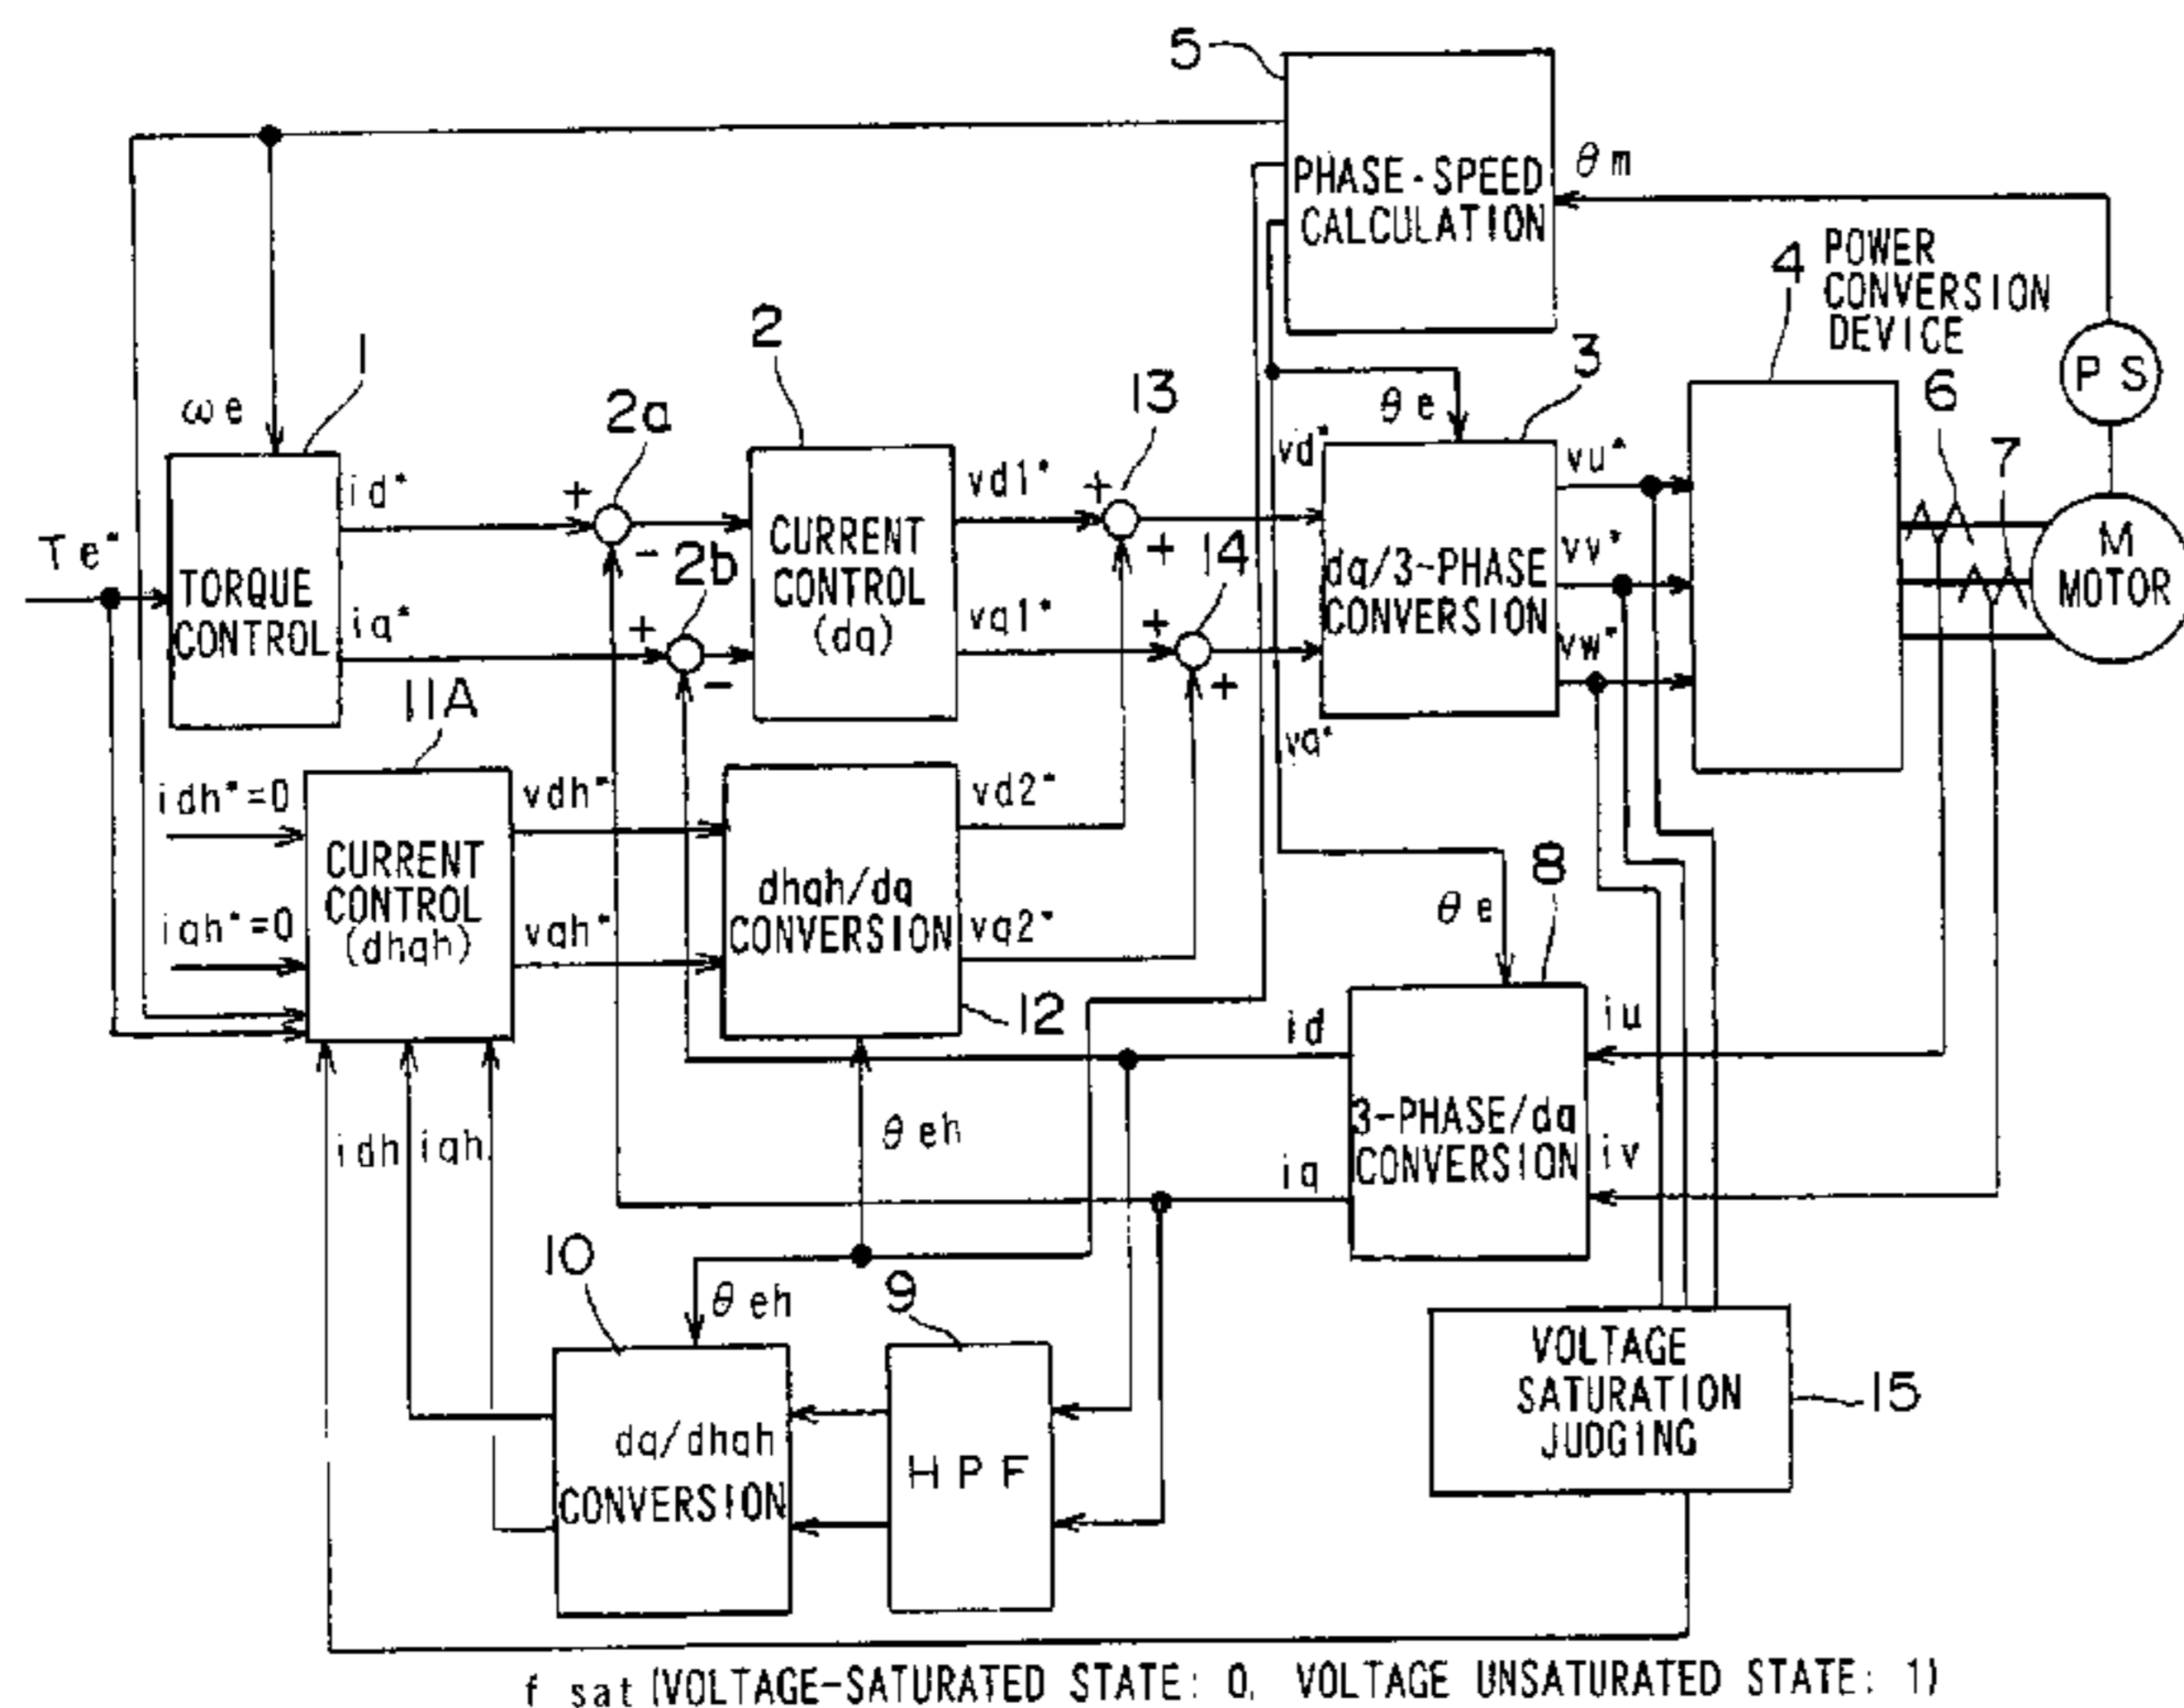 5
PHASE-SPEED
CALCULATION
θm
4 POWER
CONVERSION
DEVICE
PS
1
2
3
6
7
ωe
2a
13
θe
id*
+
-
vd1*
+
+
vd*
vu*
Te*
TORQUE
CONTROL
2b
CURRENT
CONTROL
(dq)
14
dq/3-PHASE
CONVERSION
vv*
M
MOTOR
iq*
+
-
vq1*
+
+
vw*
11A
vq*
idh*=0
vdh*
vd2*
CURRENT
CONTROL
(dhqh)
dhqh/dq
CONVERSION
8
θe
iqh*=0
vqh*
vq2*
12
id
iu
idh iqh
θeh
3-PHASE/dq
CONVERSION
iq
iv
10
θeh
9
VOLTAGE
SATURATION
JUDGING
15
dq/dhqh
CONVERSION
HPF
f sat (VOLTAGE-SATURATED STATE: 0, VOLTAGE UNSATURATED STATE: 1)